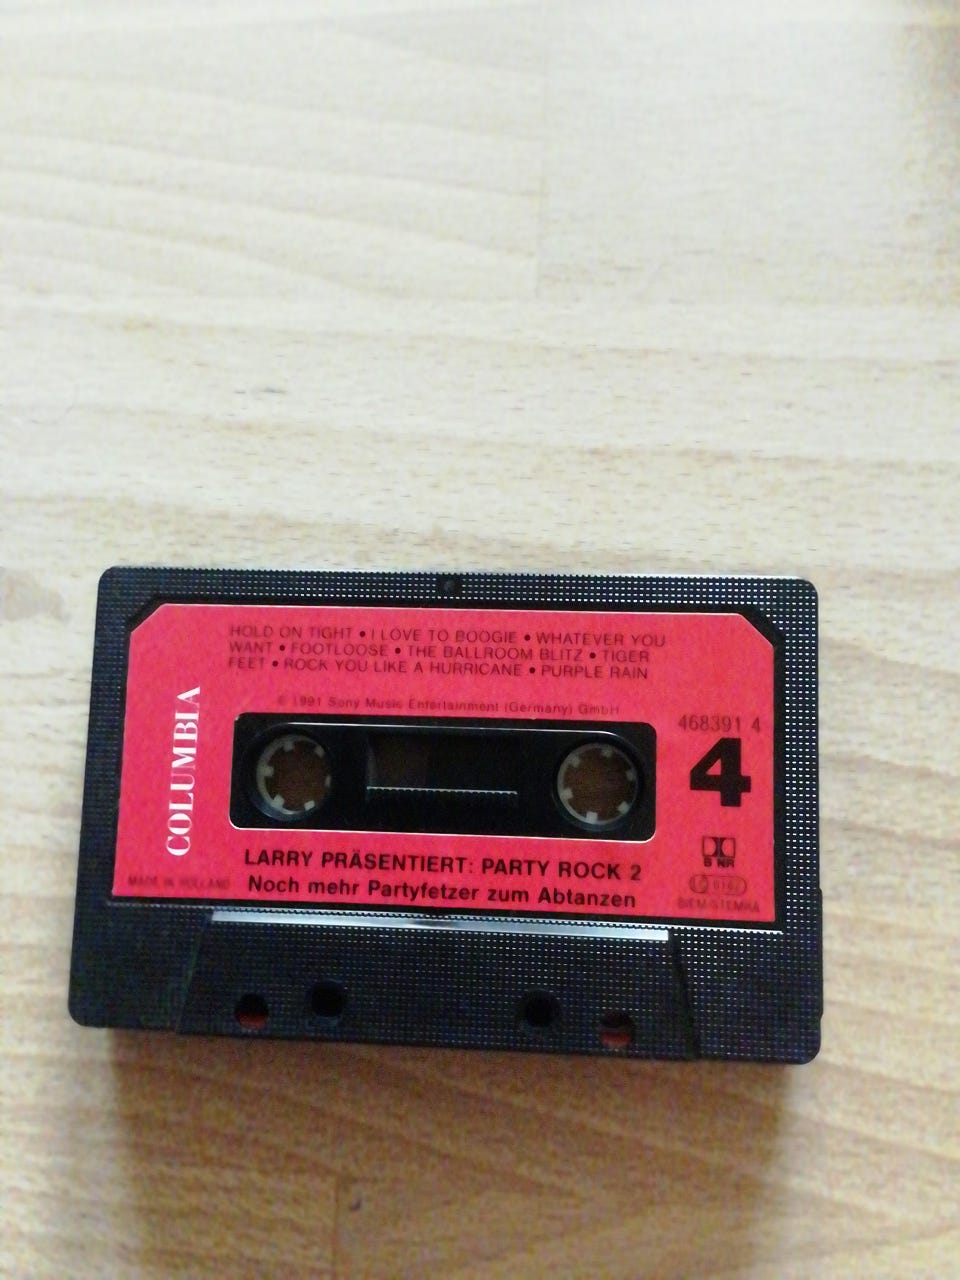 HOLD ON TIGHT • I LOVE TO BOOGIE • WHATEVER YOU
WANT • FOOTLOOSE • THE BALLROOM BLITZ • TIGER
FEET • ROCK YOU LIKE A HURRICANE • PURPLE RAIN
℗ 1991 Sony Music Entertainment (Germany) GmbH
468391 4
4
COLUMBIA
B NR
LARRY PRÄSENTIERT: PARTY ROCK 2
Noch mehr Partyfetzer zum Abtanzen
MADE IN HOLLAND
BIEM/STEMRA